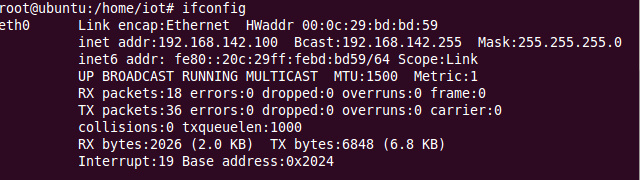 root@ubuntu:/home/iot# ifconfig
eth0      Link encap:Ethernet  HWaddr 00:0c:29:bd:bd:59
          inet addr:192.168.142.100  Bcast:192.168.142.255  Mask:255.255.255.0
          inet6 addr: fe80::20c:29ff:febd:bd59/64 Scope:Link
          UP BROADCAST RUNNING MULTICAST  MTU:1500  Metric:1
          RX packets:18 errors:0 dropped:0 overruns:0 frame:0
          TX packets:36 errors:0 dropped:0 overruns:0 carrier:0
          collisions:0 txqueuelen:1000
          RX bytes:2026 (2.0 KB)  TX bytes:6848 (6.8 KB)
          Interrupt:19 Base address:0x2024